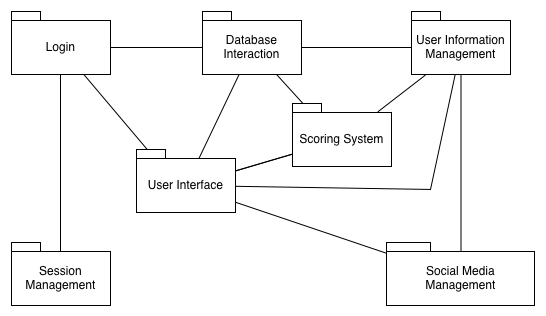 Login
Database
Interaction
User Information
Management
Scoring System
User Interface
Session
Management
Social Media
Management